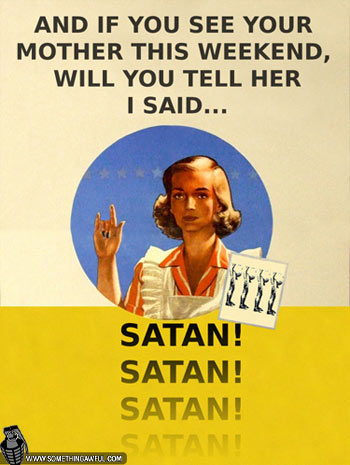 AND IF YOU SEE YOUR
MOTHER THIS WEEKEND,
WILL YOU TELL HER
I SAID...
SATAN!
SATAN!
SATAN!
SATAN!
WWW.SOMETHINGAWFUL.COM